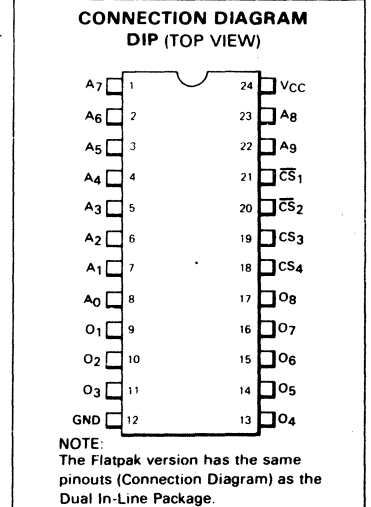 CONNECTION DIAGRAM
DIP (TOP VIEW)
A7 1 24 VCC
A6 2 23 A8
A5 3 22 A9
A4 4 21 C̅S̅1
A3 5 20 C̅S̅2
A2 6 19 CS3
A1 7 18 CS4
A0 8 17 O8
O1 9 16 O7
O2 10 15 O6
O3 11 14 O5
GND 12 13 O4
NOTE:
The Flatpak version has the same
pinouts (Connection Diagram) as the
Dual In-Line Package.